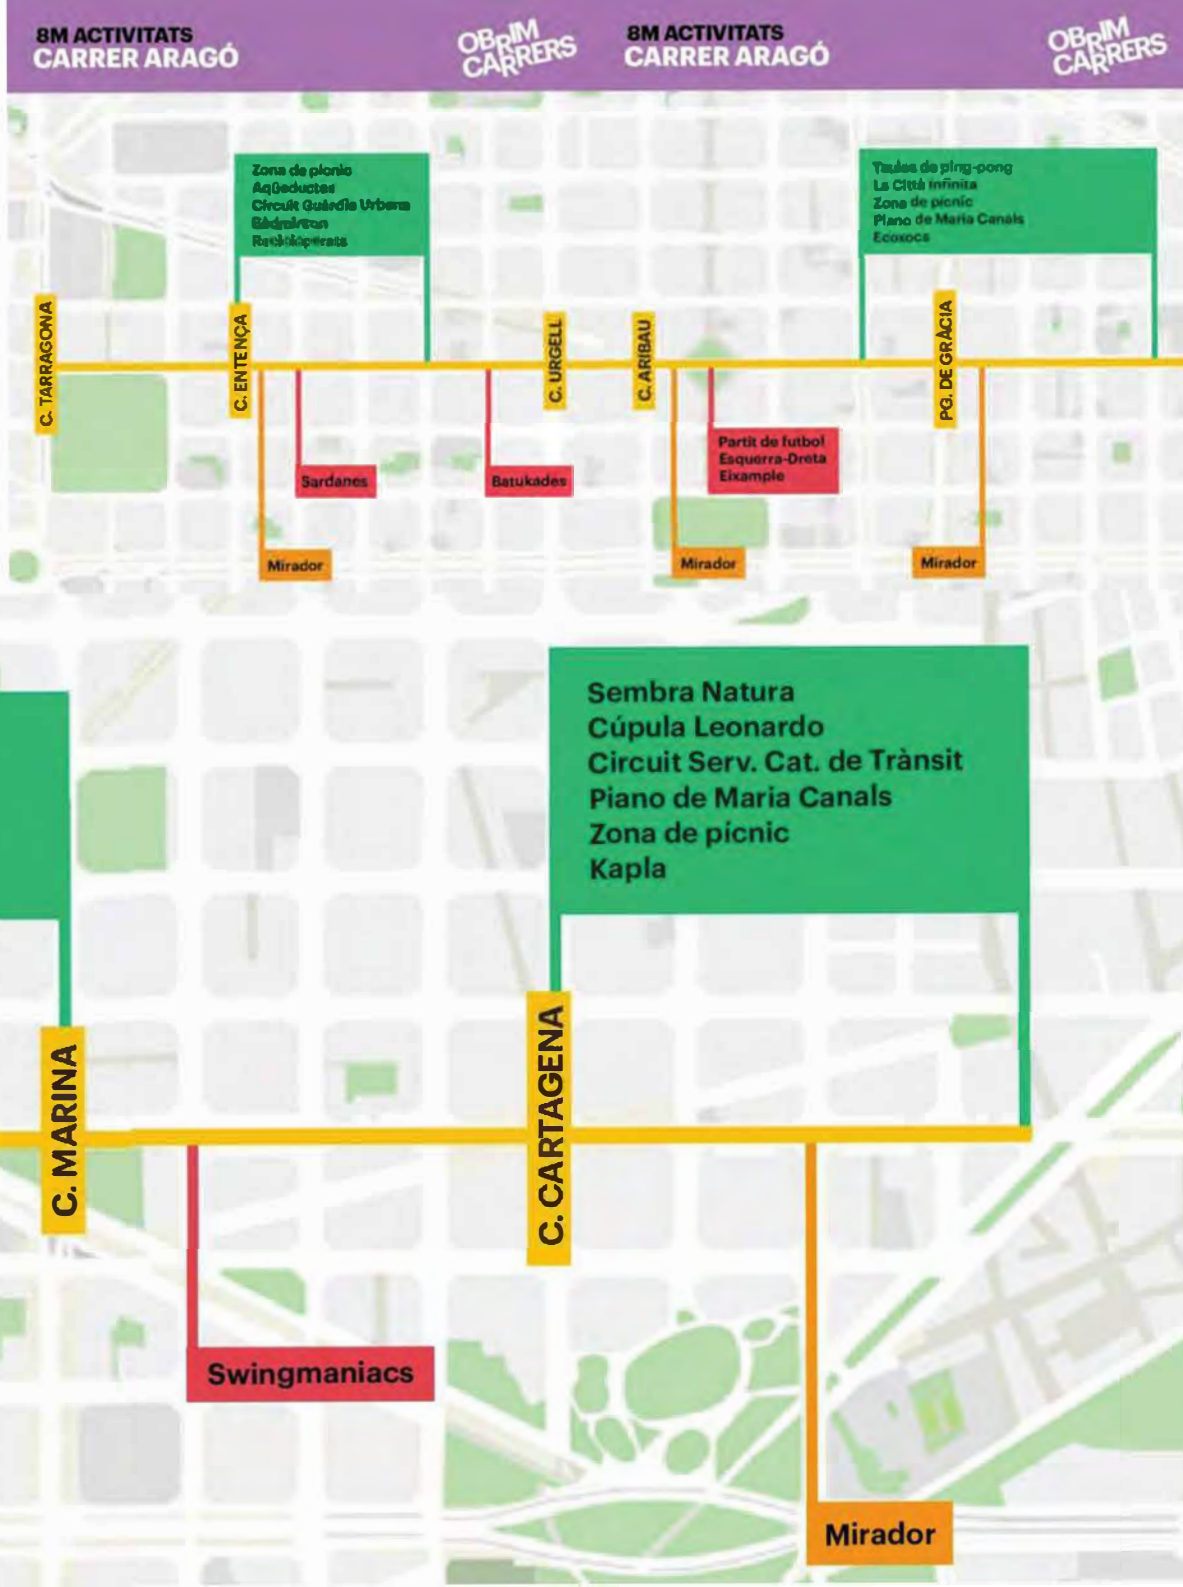 8M ACTIVITATS
CARRER ARAGÓ
OBRIM
CARRERS
8M ACTIVITATS
CARRER ARAGÓ
OBRIM
CARRERS
Zona de picnic
Aqüeductes
Circuit Guàrdia Urbana
Bàdminton
Taules de ping-pong
La Città Infinita
Zona de pícnic
Piano de Maria Canals
Ecoxocs
C. TARRAGONA
C. ENTENÇA
C. URGELL
C. ARIBAU
PG. DE GRÀCIA
Sardanes
Batukades
Partit de futbol
Esquerra-Dreta
Eixample
Mirador
Mirador
Mirador
Sembra Natura
Cúpula Leonardo
Circuit Serv. Cat. de Trànsit
Piano de Maria Canals
Zona de pícnic
Kapla
C. MARINA
C. CARTAGENA
Swingmaniacs
Mirador